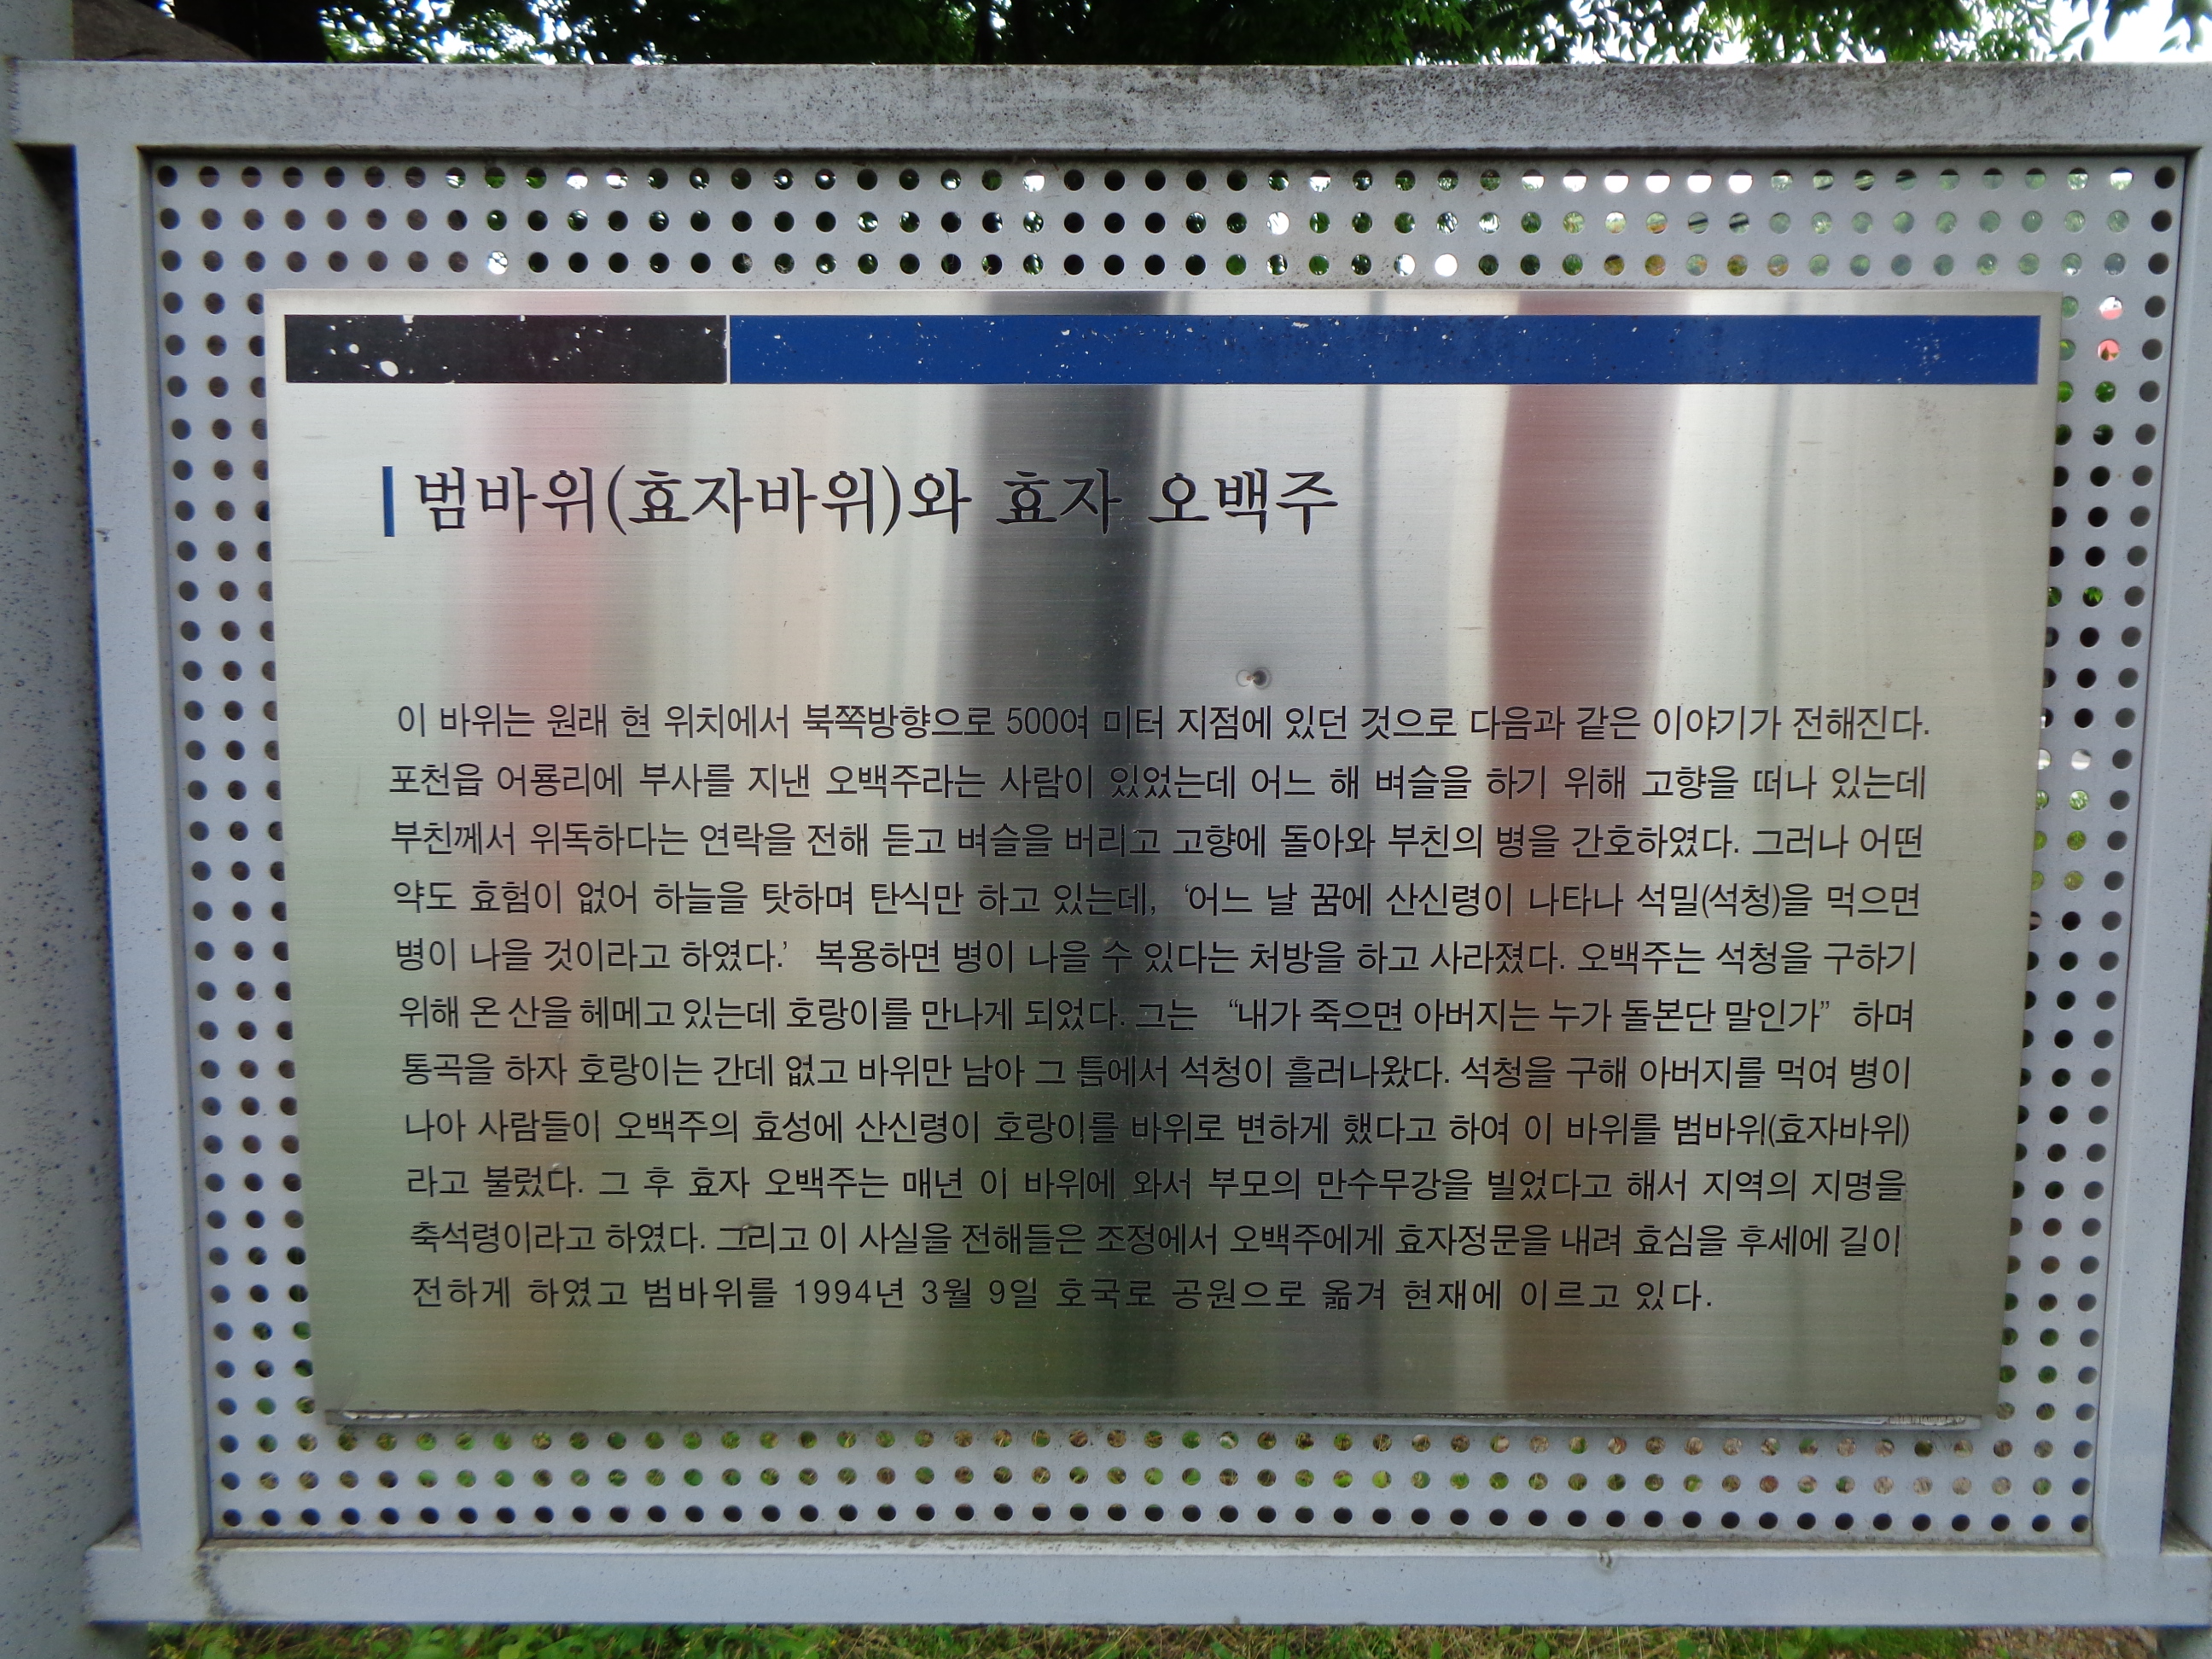 범바위(효자바위)와 효자 오백주
이 바위는 원래 현 위치에서 북쪽방향으로 500여 미터 지점에 있던 것으로 다음과 같은 이야기가 전해진다.
포천읍 어룡리에 부사를 지낸 오백주라는 사람이 있었는데 어느 해 벼슬을 하기 위해 고향을 떠나 있는데
부친께서 위독하다는 연락을 전해 듣고 벼슬을 버리고 고향에 돌아와 부친의 병을 간호하였다. 그러나 어떤
약도 효험이 없어 하늘을 탓하며 탄식만 하고 있는데, ‘어느 날 꿈에 산신령이 나타나 석밀(석청)을 먹으면
병이 나을 것이라고 하였다.’ 복용하면 병이 나을 수 있다는 처방을 하고 사라졌다. 오백주는 석청을 구하기
위해 온 산을 헤메고 있는데 호랑이를 만나게 되었다. 그는 “내가 죽으면 아버지는 누가 돌본단 말인가” 하며
통곡을 하자 호랑이는 간데 없고 바위만 남아 그 틈에서 석청이 흘러나왔다. 석청을 구해 아버지를 먹여 병이
나아 사람들이 오백주의 효성에 산신령이 호랑이를 바위로 변하게 했다고 하여 이 바위를 범바위(효자바위)
라고 불렀다. 그 후 효자 오백주는 매년 이 바위에 와서 부모의 만수무강을 빌었다고 해서 지역의 지명을
축석령이라고 하였다. 그리고 이 사실을 전해들은 조정에서 오백주에게 효자정문을 내려 효심을 후세에 길이
전하게 하였고 범바위를 1994년 3월 9일 호국로 공원으로 옮겨 현재에 이르고 있다.